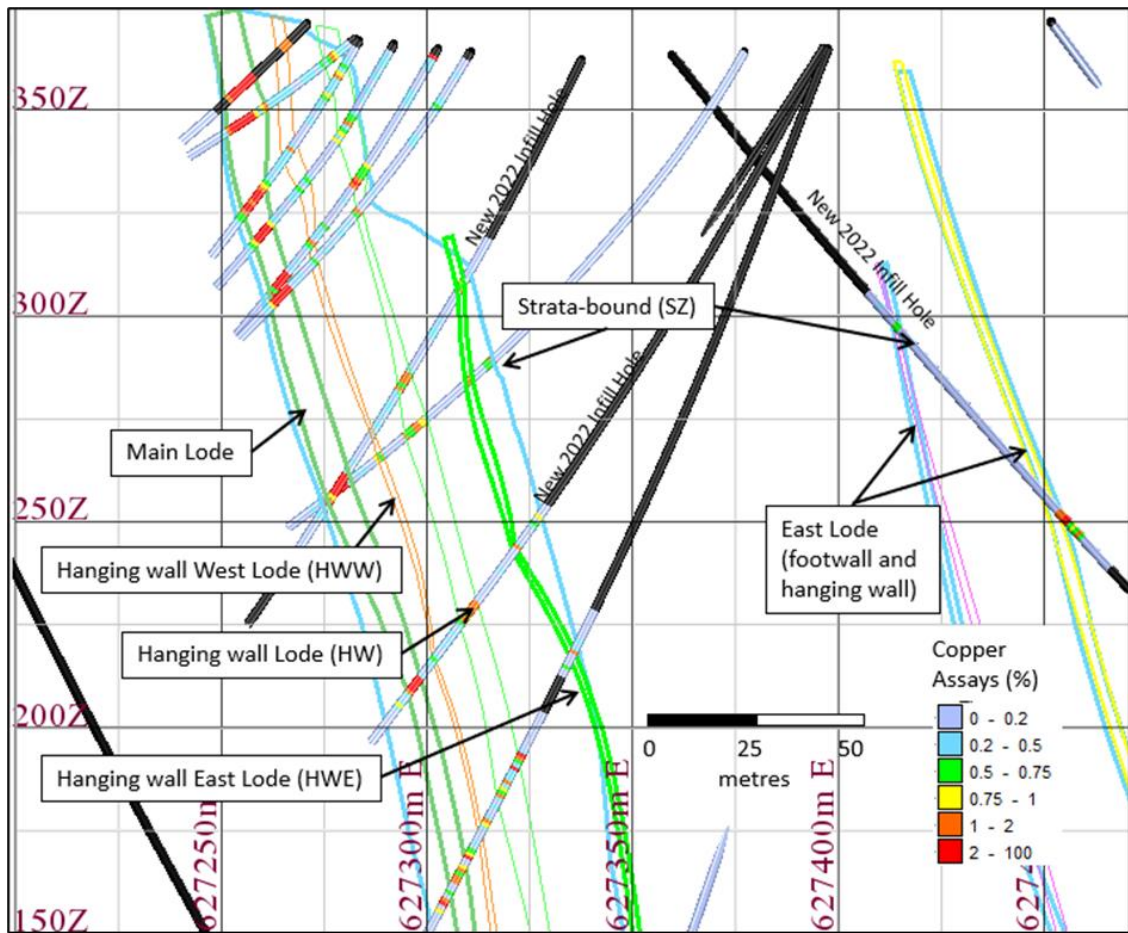 350Z
New 2022 Infill Hole
New 2022 Infill Hole
300Z
Strata-bound (SZ)
New 2022 Infill Hole
Main Lode
250Z
East Lode
(footwall and
hanging wall)
Hanging wall West Lode (HWW)
Hanging wall Lode (HW)
Copper
Assays (%)
0 - 0.2
0.2 - 0.5
0.5 - 0.75
0.75 - 1
1 - 2
2 - 100
200Z
0 25 50
metres
Hanging wall East Lode (HWE)
627250m
627300m E
627350m E
627400m E
627
150Z